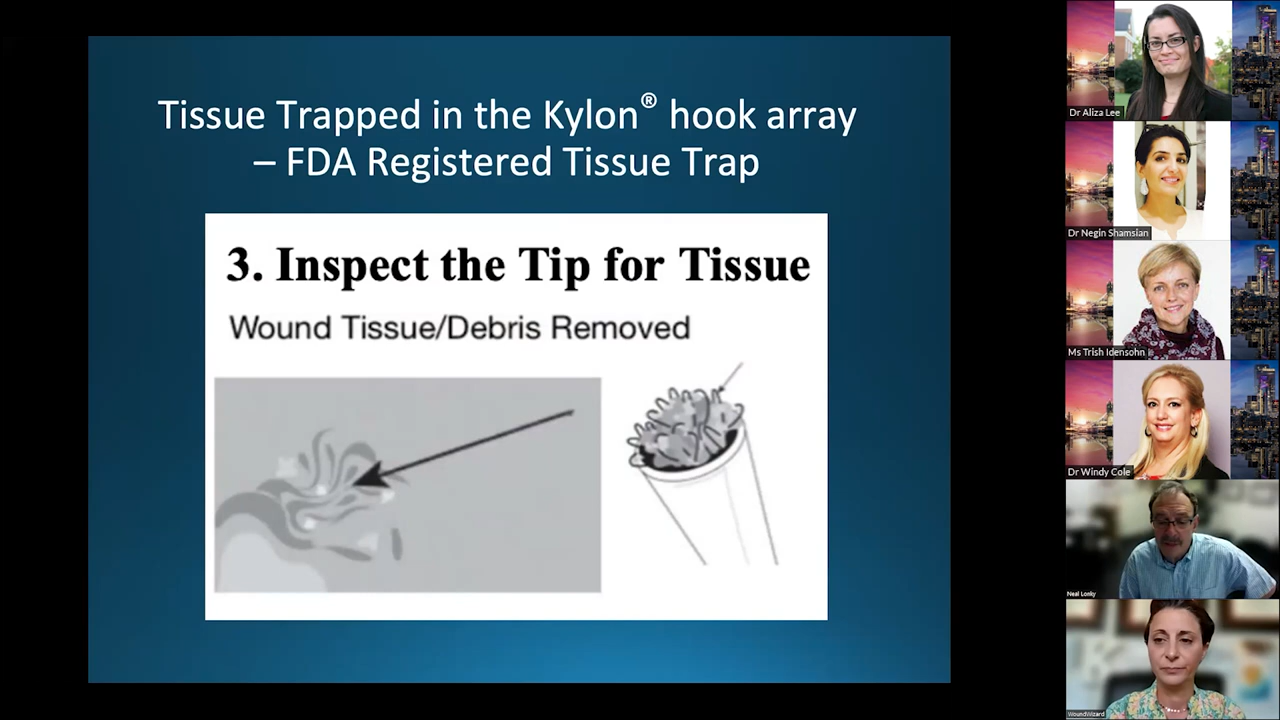 Tissue Trapped in the Kylon® hook array
– FDA Registered Tissue Trap
3. Inspect the Tip for Tissue
Wound Tissue/Debris Removed
Dr Aliza Lee
Dr Negin Shamsian
Ms Trish Idensohn
Dr Windy Cole
Neal Lonky
WoundWizard